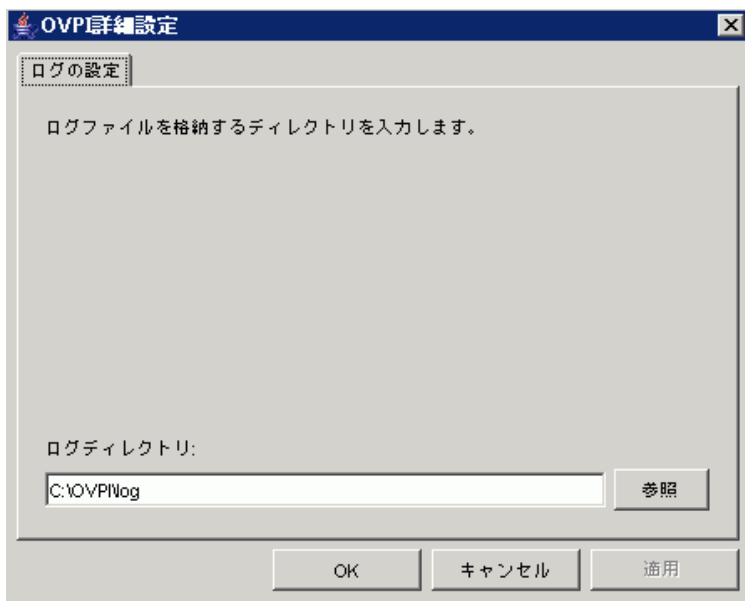 OVPI詳細設定
ログの設定
ログファイルを格納するディレクトリを入力します。
ログディレクトリ:
C:\OVPI\log
参照
OK
キャンセル
適用